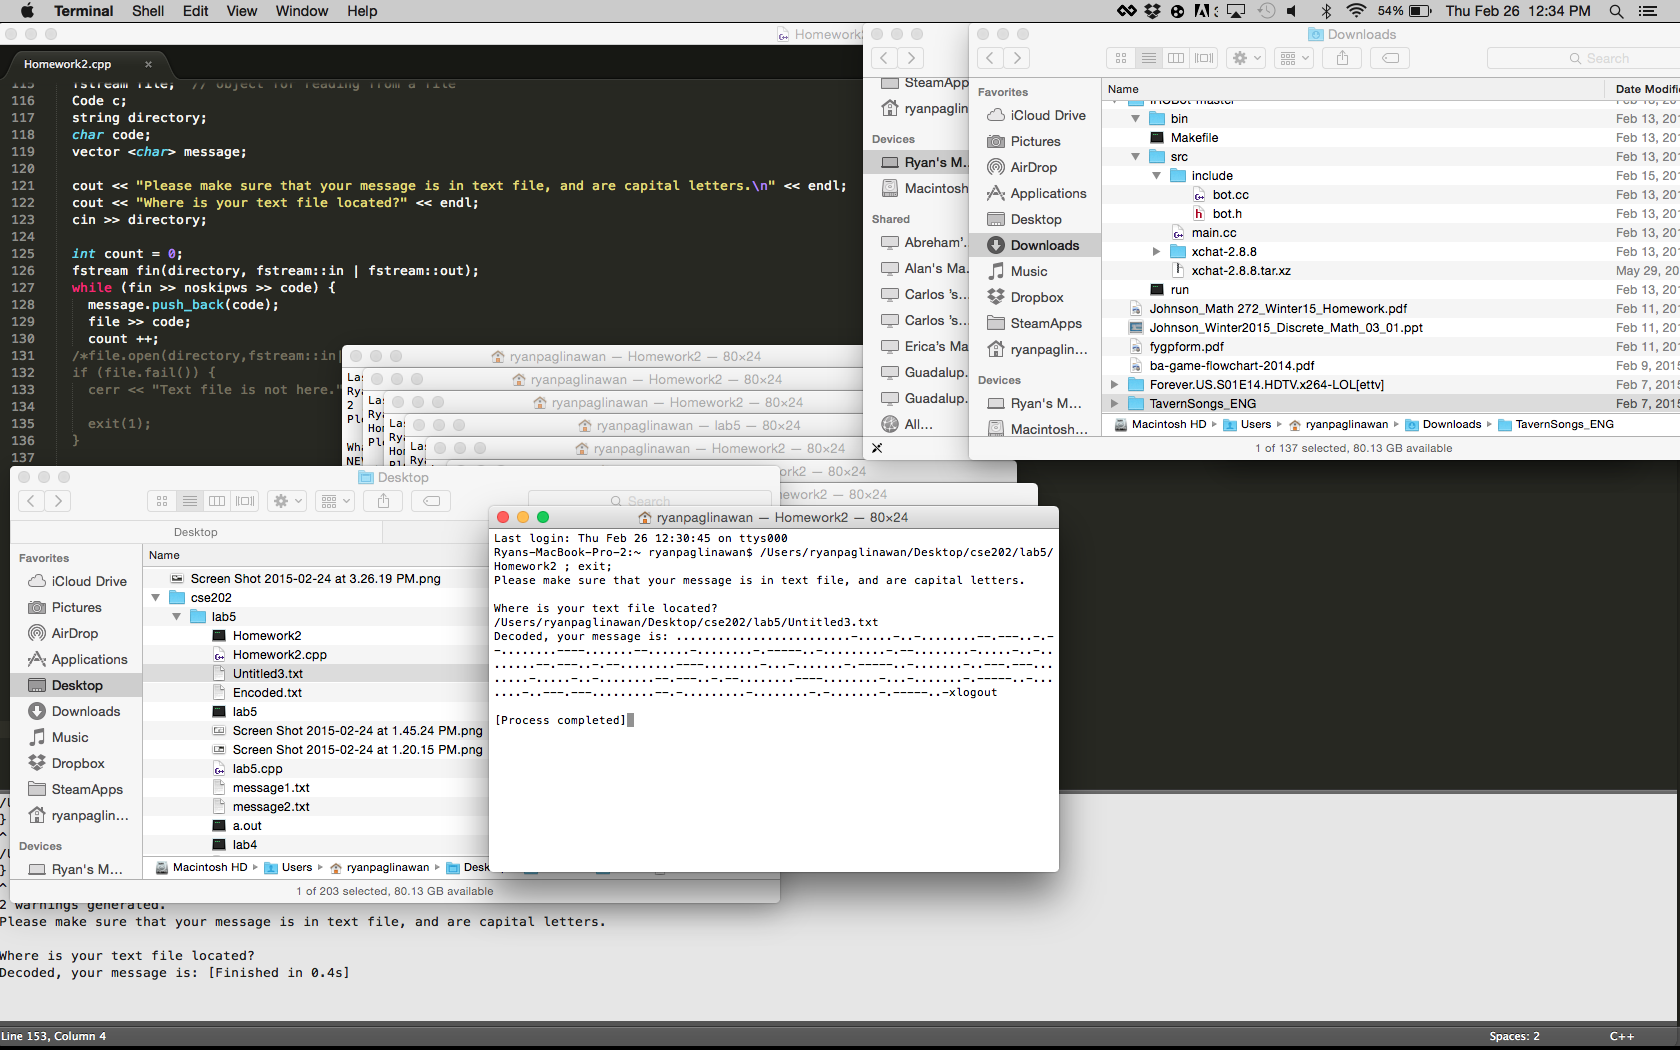 Terminal Shell Edit View Window Help 54% Thu Feb 26 12:34 PM
Homework2.cpp
116 Code c;
117 string directory;
118 char code;
119 vector <char> message;
120
121 cout << "Please make sure that your message is in text file, and are capital letters.\n" << endl;
122 cout << "Where is your text file located?" << endl;
123 cin >> directory;
124
125 int count = 0;
126 fstream fin(directory, fstream::in | fstream::out);
127 while (fin >> noskipws >> code) {
128 message.push_back(code);
129 file >> code;
130 count ++;
131 /*file.open(directory,fstream::in|
132 if (file.fail()) {
133 cerr << "Text file is not here."
134
135 exit(1);
136 }
137
SteamApp
ryanpaglin
Devices
Ryan's M...
Macintosh
Shared
Abreham'.
Alan's Ma.
Carlos 's...
Carlos 's...
Erica's Ma
Guadalup.
Guadalup.
All...
Downloads
Search
Favorites
iCloud Drive
Pictures
AirDrop
Applications
Desktop
Downloads
Music
Dropbox
SteamApps
ryanpaglin...
Devices
Ryan's M...
Macintosh...
Name Date Modifi
bin Feb 13, 201
Makefile Feb 13, 201
src Feb 13, 201
include Feb 15, 201
bot.cc Feb 13, 201
bot.h Feb 13, 201
main.cc Feb 13, 201
xchat-2.8.8 Feb 13, 201
xchat-2.8.8.tar.xz May 29, 20
run Feb 13, 201
Johnson_Math 272_Winter15_Homework.pdf Feb 11, 201
Johnson_Winter2015_Discrete_Math_03_01.ppt Feb 11, 201
fygpform.pdf Feb 11, 201
ba-game-flowchart-2014.pdf Feb 9, 2015
Forever.US.S01E14.HDTV.x264-LOL[ettv] Feb 7, 2015
TavernSongs_ENG Feb 7, 2015
Macintosh HD Users ryanpaglinawan Downloads TavernSongs_ENG
1 of 137 selected, 80.13 GB available
ryanpaglinawan — Homework2 — 80×24
ryanpaglinawan — Homework2 — 80×24
ryanpaglinawan — Homework2 — 80×24
ryanpaglinawan — lab5 — 80×24
ryanpaglinawan — Homework2 — 80×24
rk2 — 80×24
ework2 — 80×24
Desktop
Search
Desktop
Favorites
iCloud Drive
Pictures
AirDrop
Applications
Desktop
Downloads
Music
Dropbox
SteamApps
ryanpaglin...
Devices
Ryan's M...
Name
Screen Shot 2015-02-24 at 3.26.19 PM.png
cse202
lab5
Homework2
Homework2.cpp
Untitled3.txt
Encoded.txt
lab5
Screen Shot 2015-02-24 at 1.45.24 PM.png
Screen Shot 2015-02-24 at 1.20.15 PM.png
lab5.cpp
message1.txt
message2.txt
a.out
lab4
Macintosh HD Users ryanpaglinawan Desk
1 of 203 selected, 80.13 GB available
ryanpaglinawan — Homework2 — 80×24
Last login: Thu Feb 26 12:30:45 on ttys000
Ryans-MacBook-Pro-2:~ ryanpaglinawan$ /Users/ryanpaglinawan/Desktop/cse202/lab5/
Homework2 ; exit;
Please make sure that your message is in text file, and are capital letters.
Where is your text file located?
/Users/ryanpaglinawan/Desktop/cse202/lab5/Untitled3.txt
Decoded, your message is:
xlogout
[Process completed]
2 warnings generated.
Please make sure that your message is in text file, and are capital letters.
Where is your text file located?
Decoded, your message is: [Finished in 0.4s]
Line 153, Column 4 Spaces: 2 C++